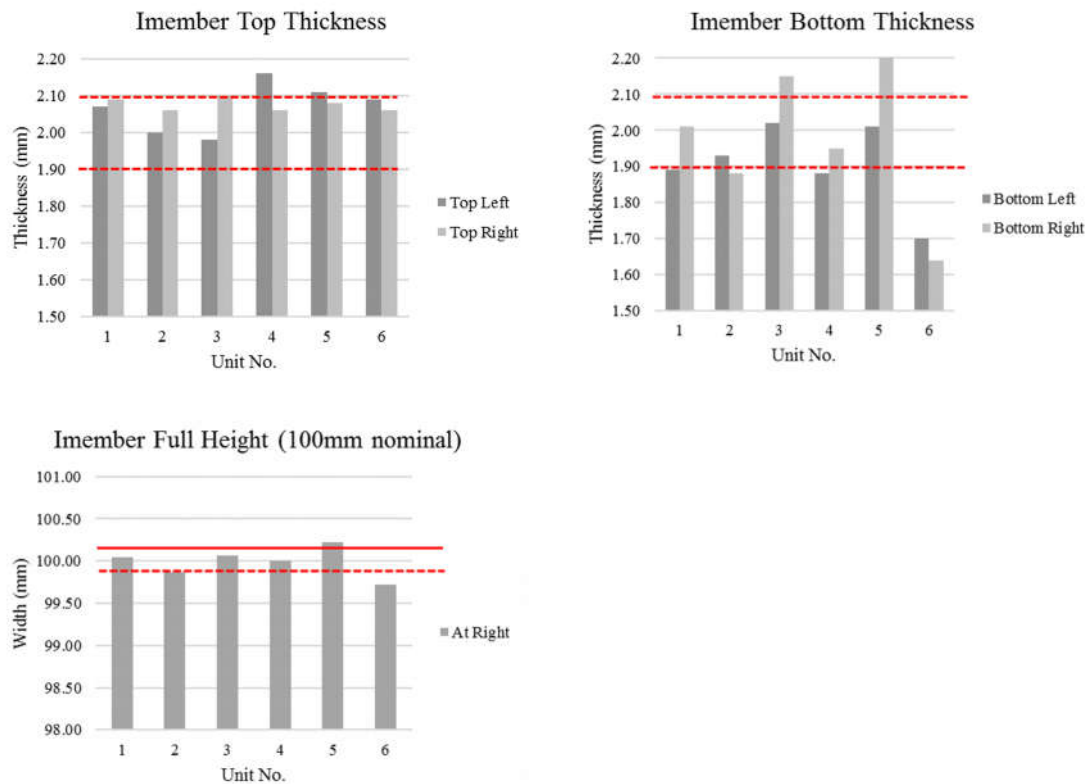 Imember Top Thickness
2.20
2.10
2.00
1.90
1.80
1.70
1.60
1.50
Thickness (mm)
1 2 3 4 5 6
Unit No.
Top Left
Top Right
Imember Bottom Thickness
2.20
2.10
2.00
1.90
1.80
1.70
1.60
1.50
Thickness (mm)
1 2 3 4 5 6
Unit No.
Bottom Left
Bottom Right
Imember Full Height (100mm nominal)
101.00
100.50
100.00
99.50
99.00
98.50
98.00
Width (mm)
1 2 3 4 5 6
Unit No.
At Right